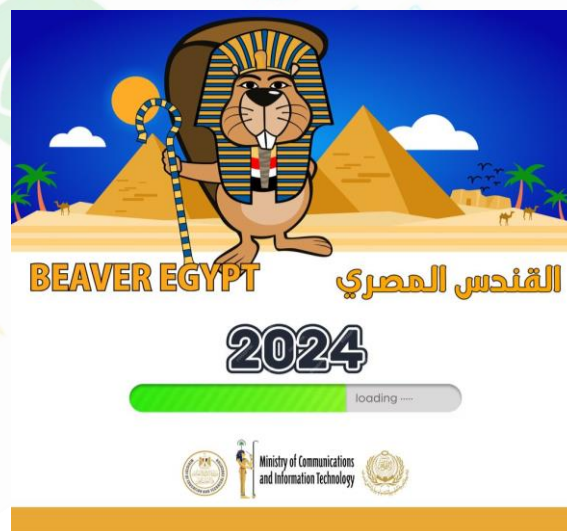 BEAVER EGYPT
القندس المصري
2024
loading .....
Ministry of Communications
and Information Technology